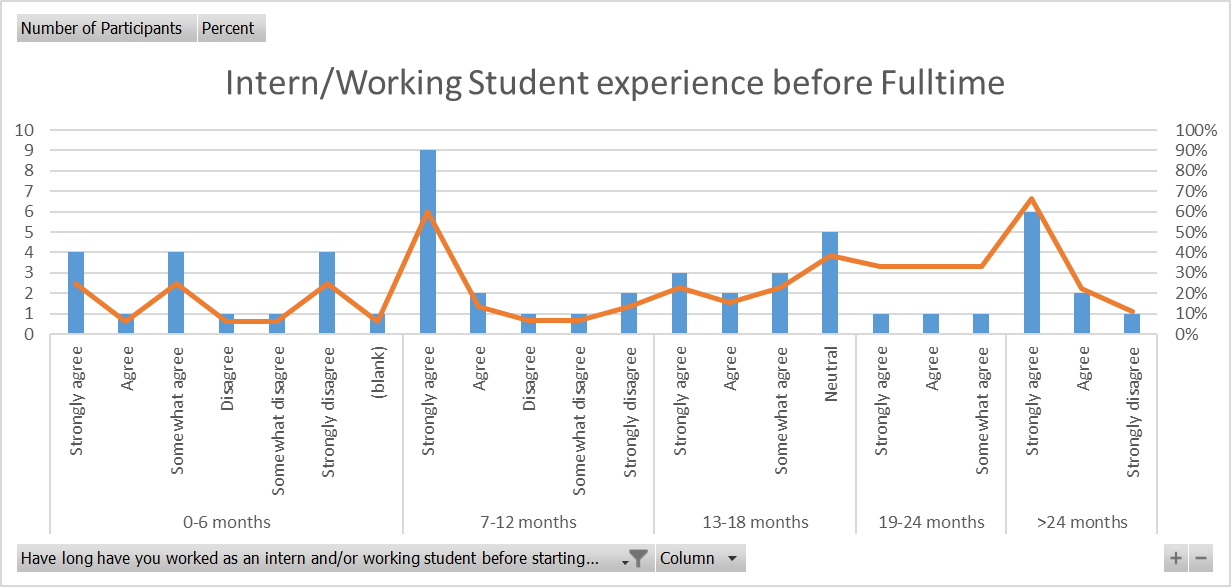 Number of Participants Percent
Intern/Working Student experience before Fulltime
10 100%
9 90%
8 80%
7 70%
6 60%
5 50%
4 40%
3 30%
2 20%
1 10%
0 0%
Strongly agree
Agree
Somewhat agree
Disagree
Somewhat disagree
Strongly disagree
(blank)
Strongly agree
Agree
Disagree
Somewhat disagree
Strongly disagree
Strongly agree
Agree
Somewhat agree
Neutral
Strongly agree
Agree
Somewhat agree
Strongly agree
Agree
Strongly disagree
0-6 months 7-12 months 13-18 months 19-24 months >24 months
Have long have you worked as an intern and/or working student before starting... Column + −